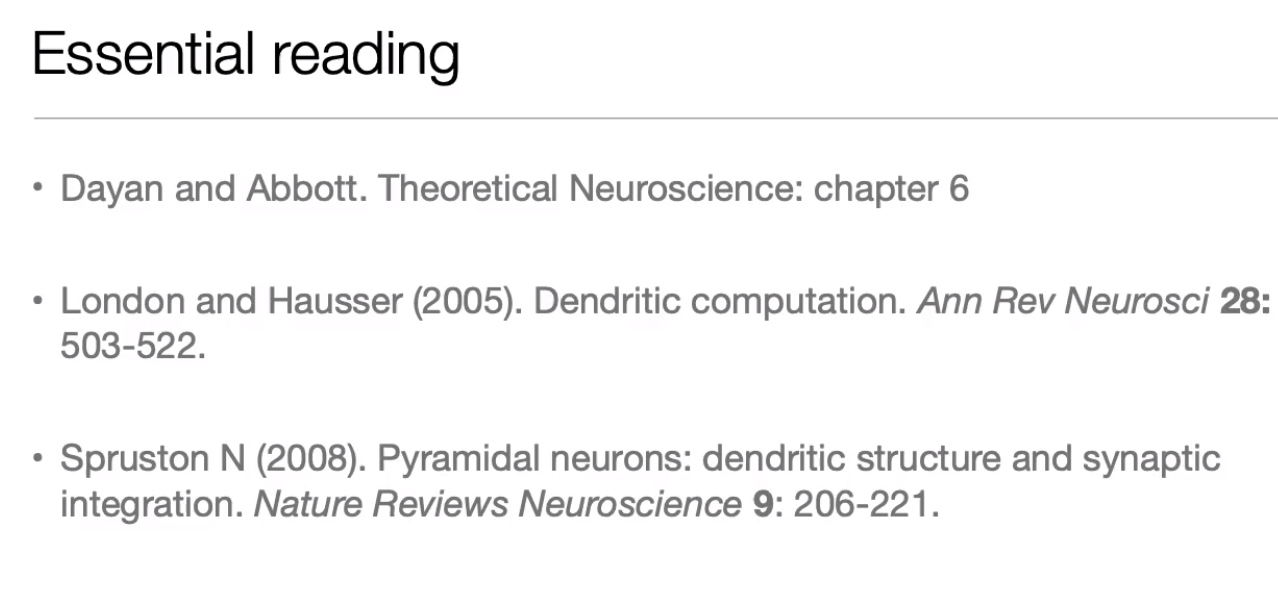 Essential reading
• Dayan and Abbott. Theoretical Neuroscience: chapter 6
• London and Hausser (2005). Dendritic computation. Ann Rev Neurosci 28:
503-522.
• Spruston N (2008). Pyramidal neurons: dendritic structure and synaptic
integration. Nature Reviews Neuroscience 9: 206-221.